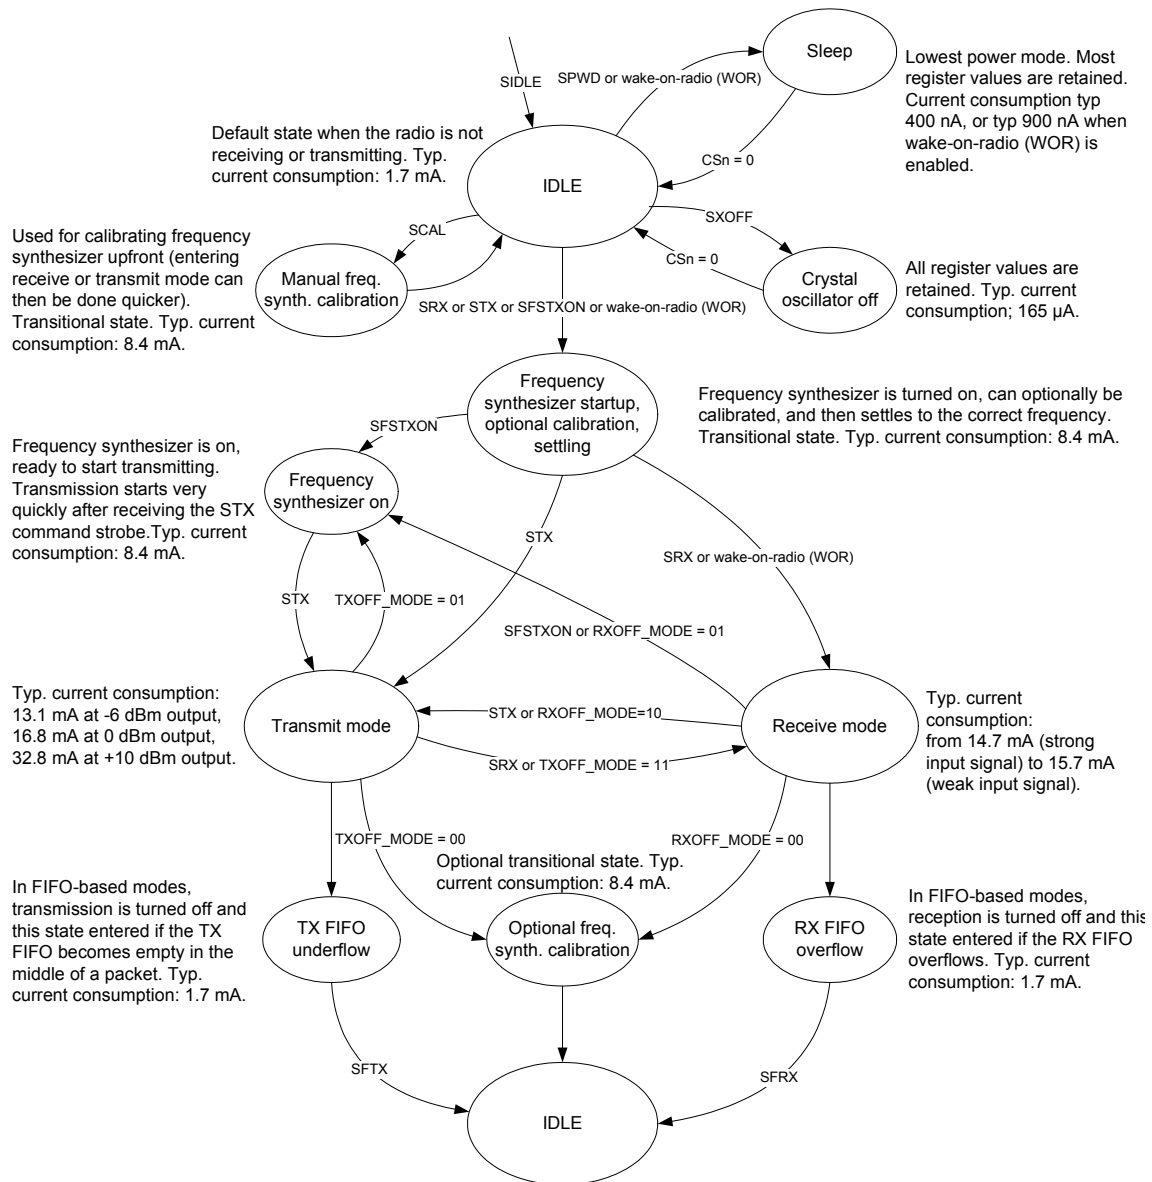 Sleep
SPWD or wake-on-radio (WOR)
SIDLE
Lowest power mode. Most
register values are retained.
Current consumption typ
400 nA, or typ 900 nA when
wake-on-radio (WOR) is
enabled.
Default state when the radio is not
receiving or transmitting. Typ.
current consumption: 1.7 mA.
CSn = 0
IDLE
SXOFF
SCAL
CSn = 0
Used for calibrating frequency
synthesizer upfront (entering
receive or transmit mode can
then be done quicker).
Transitional state. Typ. current
consumption: 8.4 mA.
Manual freq.
synth. calibration
Crystal
oscillator off
All register values are
retained. Typ. current
consumption; 165 µA.
SRX or STX or SFSTXON or wake-on-radio (WOR)
Frequency
synthesizer startup,
optional calibration,
settling
Frequency synthesizer is turned on, can optionally be
calibrated, and then settles to the correct frequency.
Transitional state. Typ. current consumption: 8.4 mA.
SFSTXON
Frequency synthesizer is on,
ready to start transmitting.
Transmission starts very
quickly after receiving the STX
command strobe.Typ. current
consumption: 8.4 mA.
Frequency
synthesizer on
STX
SRX or wake-on-radio (WOR)
STX
TXOFF_MODE = 01
SFSTXON or RXOFF_MODE = 01
Typ. current consumption:
13.1 mA at -6 dBm output,
16.8 mA at 0 dBm output,
32.8 mA at +10 dBm output.
Transmit mode
STX or RXOFF_MODE=10
SRX or TXOFF_MODE = 11
Receive mode
Typ. current
consumption:
from 14.7 mA (strong
input signal) to 15.7 mA
(weak input signal).
TXOFF_MODE = 00
RXOFF_MODE = 00
Optional transitional state. Typ.
current consumption: 8.4 mA.
In FIFO-based modes,
transmission is turned off and
this state entered if the TX
FIFO becomes empty in the
middle of a packet. Typ.
current consumption: 1.7 mA.
TX FIFO
underflow
Optional freq.
synth. calibration
RX FIFO
overflow
In FIFO-based modes,
reception is turned off and this
state entered if the RX FIFO
overflows. Typ. current
consumption: 1.7 mA.
SFTX
SFRX
IDLE